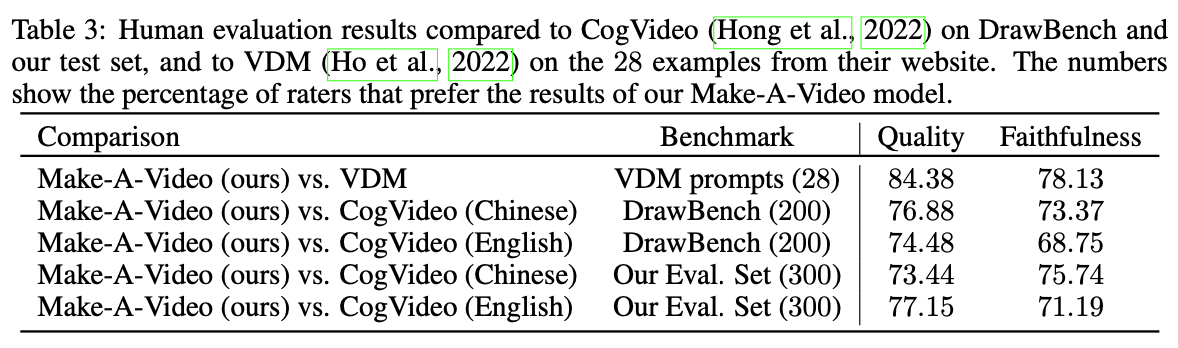 Table 3: Human evaluation results compared to CogVideo (Hong et al., 2022) on DrawBench and
our test set, and to VDM (Ho et al., 2022) on the 28 examples from their website. The numbers
show the percentage of raters that prefer the results of our Make-A-Video model.
Comparison Benchmark Quality Faithfulness
Make-A-Video (ours) vs. VDM VDM prompts (28) 84.38 78.13
Make-A-Video (ours) vs. CogVideo (Chinese) DrawBench (200) 76.88 73.37
Make-A-Video (ours) vs. CogVideo (English) DrawBench (200) 74.48 68.75
Make-A-Video (ours) vs. CogVideo (Chinese) Our Eval. Set (300) 73.44 75.74
Make-A-Video (ours) vs. CogVideo (English) Our Eval. Set (300) 77.15 71.19